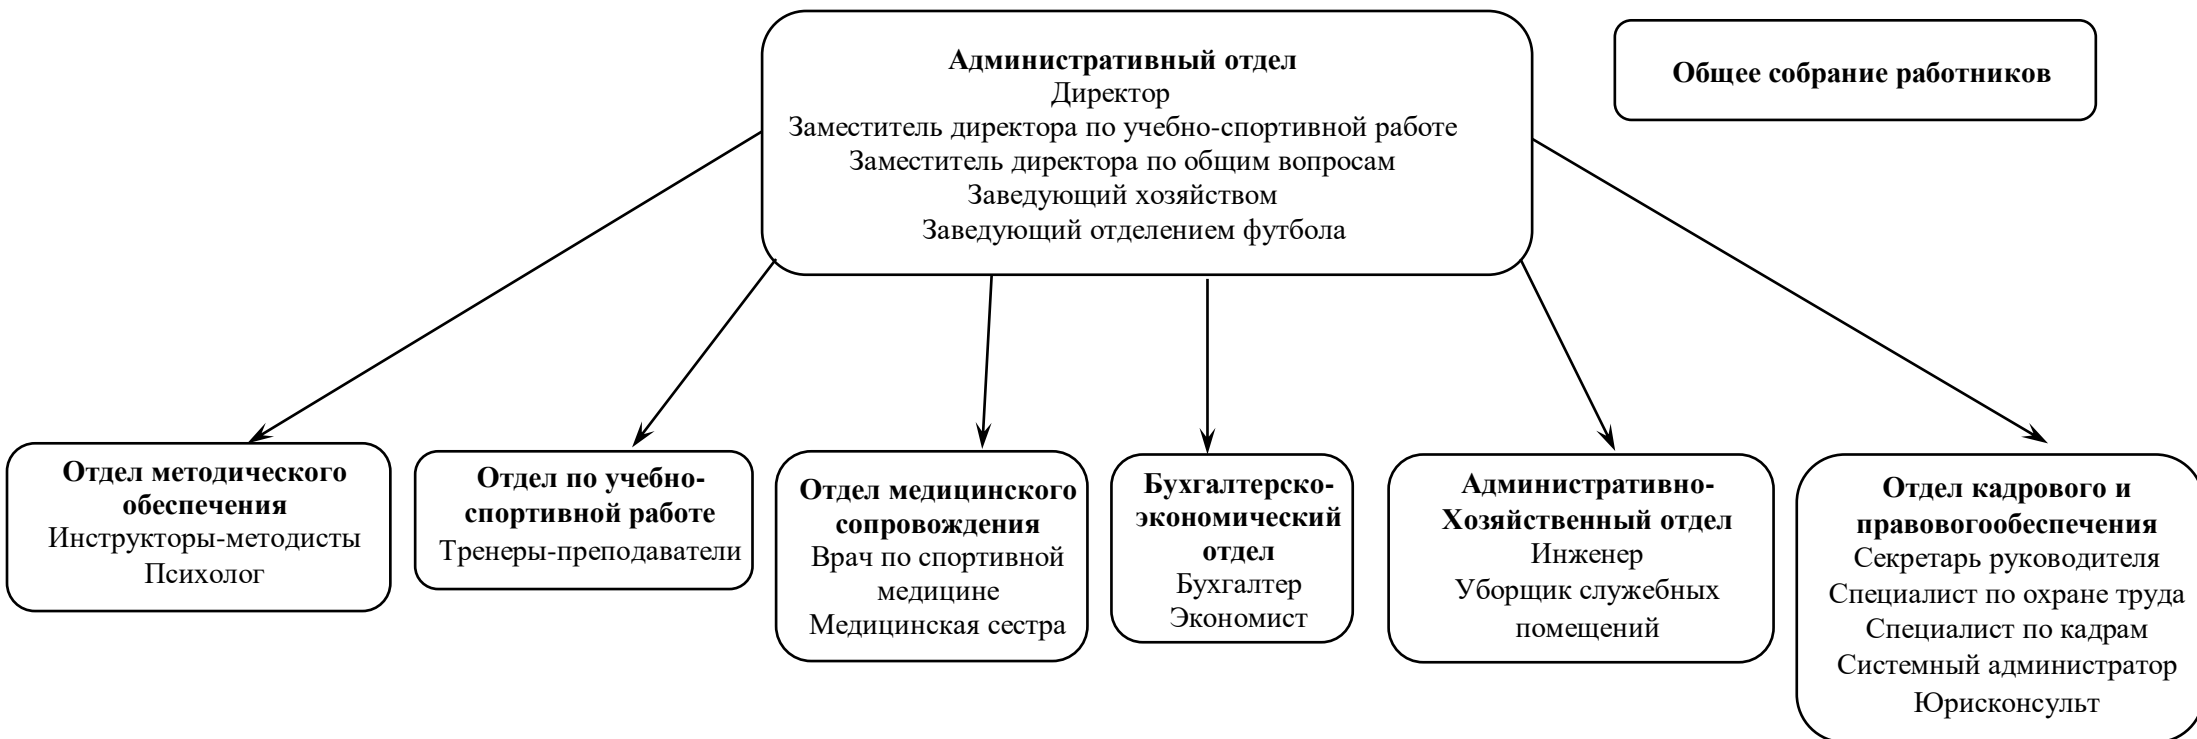 Административный отдел
Директор
Заместитель директора по учебно-спортивной работе
Заместитель директора по общим вопросам
Заведующий хозяйством
Заведующий отделением футбола
Общее собрание работников
Отдел методического
обеспечения
Инструкторы-методисты
Психолог
Отдел по учебно-
спортивной работе
Тренеры-преподаватели
Отдел медицинского
сопровождения
Врач по спортивной
медицине
Медицинская сестра
Бухгалтерско-
экономический
отдел
Бухгалтер
Экономист
Административно-
Хозяйственный отдел
Инженер
Уборщик служебных
помещений
Отдел кадрового и
правовогообеспечения
Секретарь руководителя
Специалист по охране труда
Специалист по кадрам
Системный администратор
Юрисконсульт